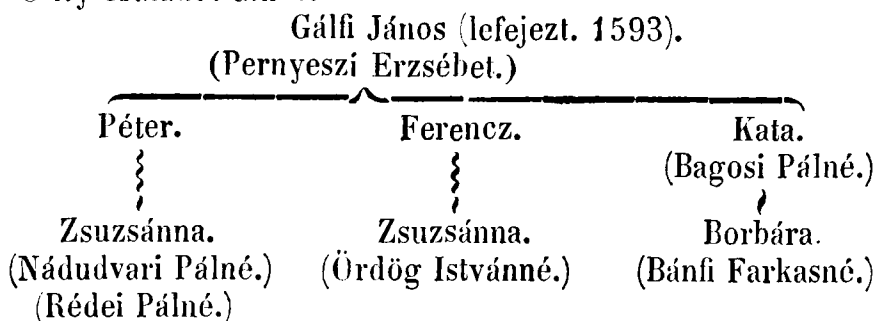 Gálfi János (lefejezt. 1593).
(Pernyeszi Erzsébet.)
Péter. Ferencz. Kata.
(Bagosi Pálné.)
Zsuzsánna. Zsuzsánna. Borbára.
(Nádudvari Pálné.) (Ördög Istvánné.) (Bánfi Farkasné.)
(Rédei Pálné.)